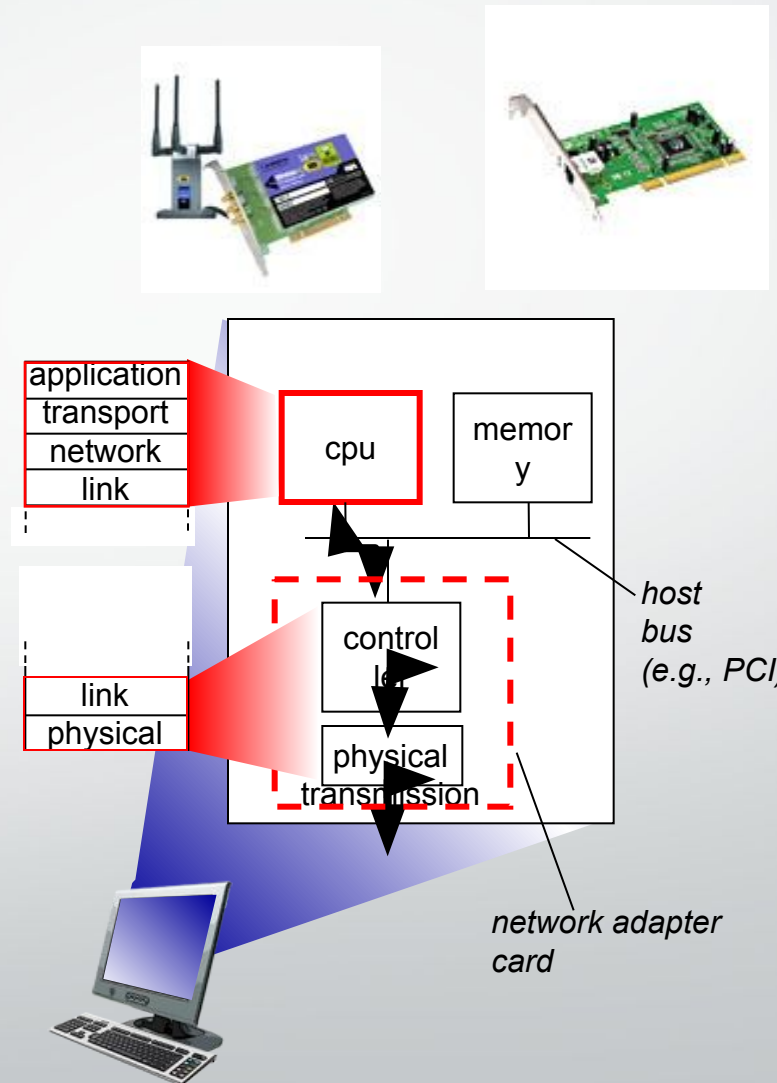 application
transport
network
link
cpu
memor
y
host
bus
(e.g., PCI)
control
ler
link
physical
physical
transmission
network adapter
card